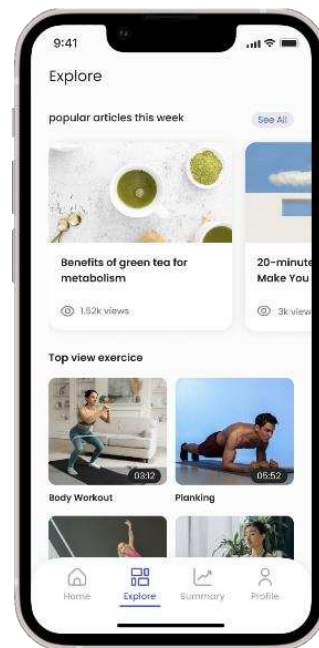 9:41
Explore
popular articles this week
See All
Benefits of green tea for
metabolism
1.52k views
20-minute
Make You
3k view
Top view exercice
03:12
05:52
Body Workout
Planking
Home
Explore
Summary
Profile